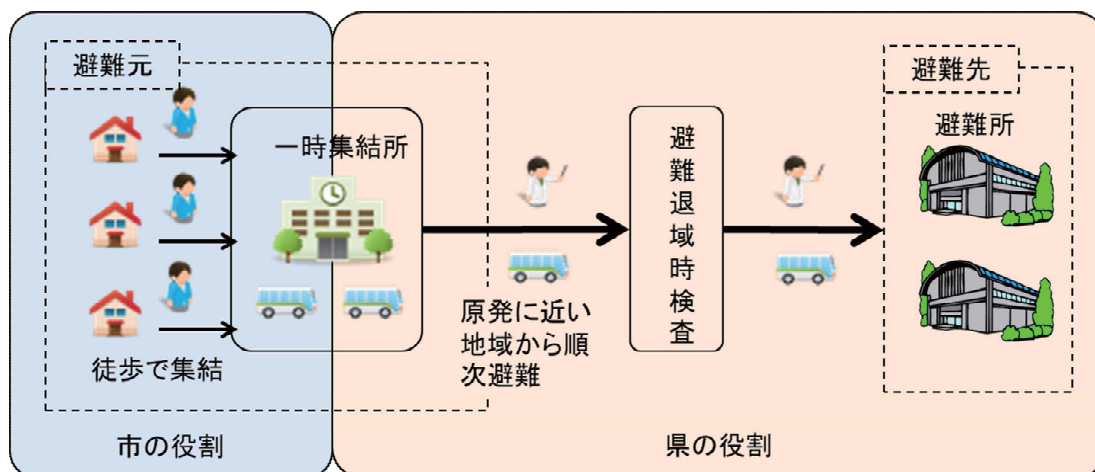 避難元
一時集結所
徒歩で集結
市の役割
原発に近い
地域から順
次避難
避難退域時検査
避難先
避難所
県の役割